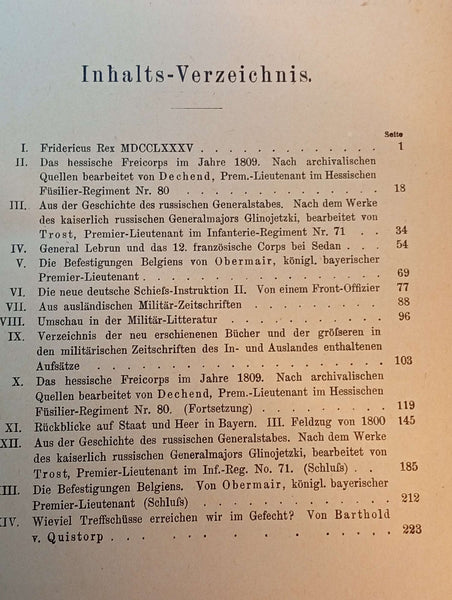 Inhalts-Verzeichnis.
Seite
I. Fridericus Rex MDCCLXXXV . . . . . . . . . . . . 1
II. Das hessische Freicorps im Jahre 1809. Nach archivalischen
Quellen bearbeitet von Dechend, Prem.-Lieutenant im Hessischen
Füsilier-Regiment Nr. 80 . . . . . . . . . . . . 18
III. Aus der Geschichte des russischen Generalstabes. Nach dem Werke
des kaiserlich russischen Generalmajors Glinojetzki, bearbeitet von
Trost, Premier-Lieutenant im Infanterie-Regiment Nr. 71 . . 34
IV. General Lebrun und das 12. französische Corps bei Sedan . . 54
V. Die Befestigungen Belgiens von Obermair, königl. bayerischer
Premier-Lieutenant . . . . . . . . . . . . . 69
VI. Die neue deutsche Schiefs-Instruktion II. Von einem Front-Offizier 77
VII. Aus ausländischen Militär-Zeitschriften . . . . . . . . 88
VIII. Umschau in der Militär-Litteratur . . . . . . . . . 96
IX. Verzeichnis der neu erschienenen Bücher und der gröfseren in
den militärischen Zeitschriften des In- und Auslandes enthaltenen
Aufsätze . . . . . . . . . . . . . . . 103
X. Das hessische Freicorps im Jahre 1809. Nach archivalischen
Quellen bearbeitet von Dechend, Prem.-Lieutenant im Hessischen
Füsilier-Regiment Nr. 80. (Fortsetzung) . . . . . . . 119
XI. Rückblicke auf Staat und Heer in Bayern. III. Feldzug von 1800 145
XII. Aus der Geschichte des russischen Generalstabes. Nach dem Werke
des kaiserlich russischen Generalmajors Glinojetzki, bearbeitet von
Trost, Premier-Lieutenant im Inf.-Reg. No. 71. (Schlufs) . . 185
III. Die Befestigungen Belgiens. Von Obermair, königl. bayerischer
Premier-Lieutenant (Schlufs) . . . . . . . . . . 212
IV. Wieviel Treffschüsse erreichen wir im Gefecht? Von Barthold
v. Quistorp . . . . . . . . . . . . . . 223